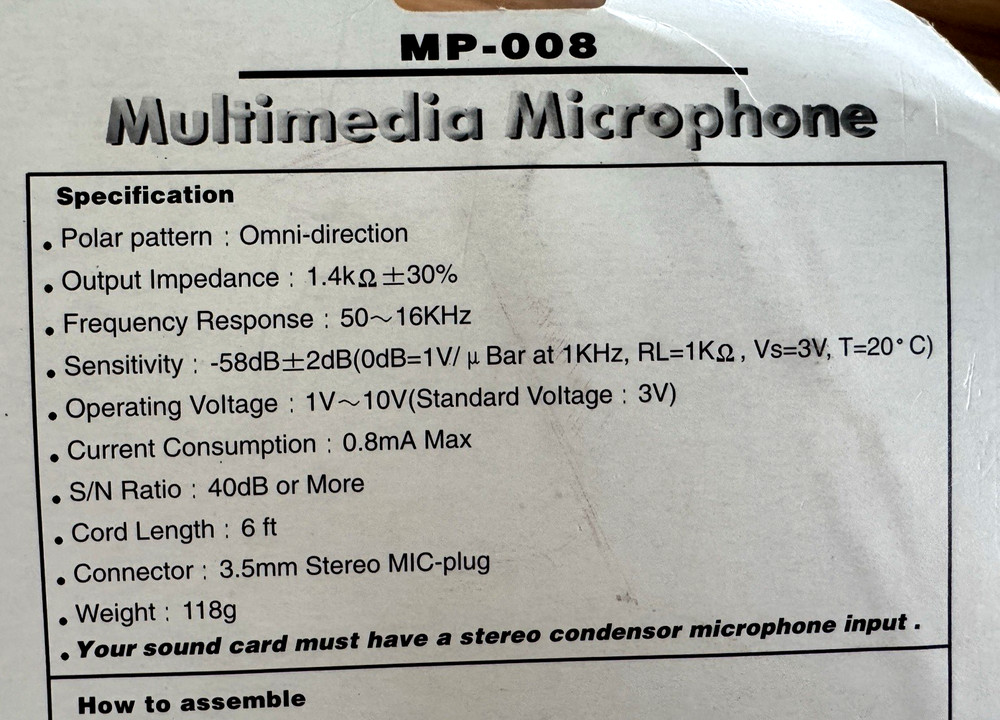 MP-008
Multimedia Microphone
Specification
• Polar pattern : Omni-direction
• Output Impedance : 1.4kΩ±30%
• Frequency Response : 50~16KHz
• Sensitivity : -58dB±2dB(0dB=1V/ μ Bar at 1KHz, RL=1KΩ, Vs=3V, T=20°C)
• Operating Voltage : 1V~10V(Standard Voltage : 3V)
• Current Consumption : 0.8mA Max
• S/N Ratio : 40dB or More
• Cord Length : 6 ft
• Connector : 3.5mm Stereo MIC-plug
• Weight : 118g
• Your sound card must have a stereo condensor microphone input .
How to assemble